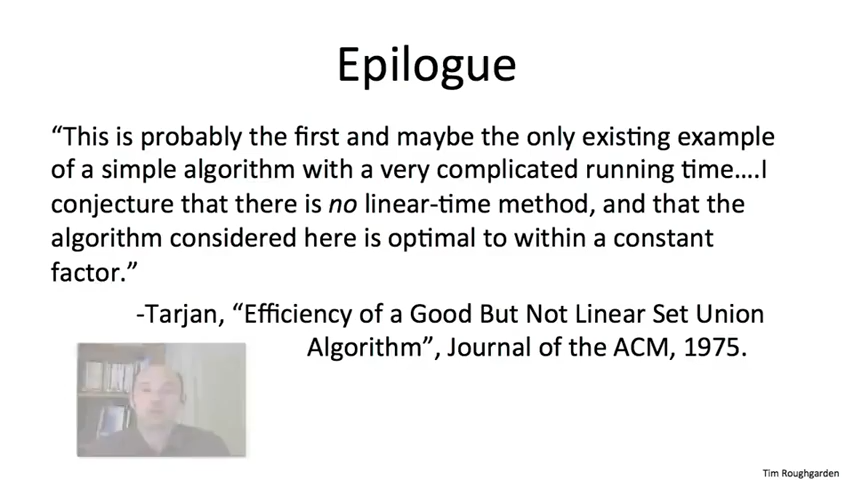 Epilogue
“This is probably the first and maybe the only existing example
of a simple algorithm with a very complicated running time....I
conjecture that there is no linear-time method, and that the
algorithm considered here is optimal to within a constant
factor.”
-Tarjan, “Efficiency of a Good But Not Linear Set Union
Algorithm”, Journal of the ACM, 1975.
Tim Roughgarden